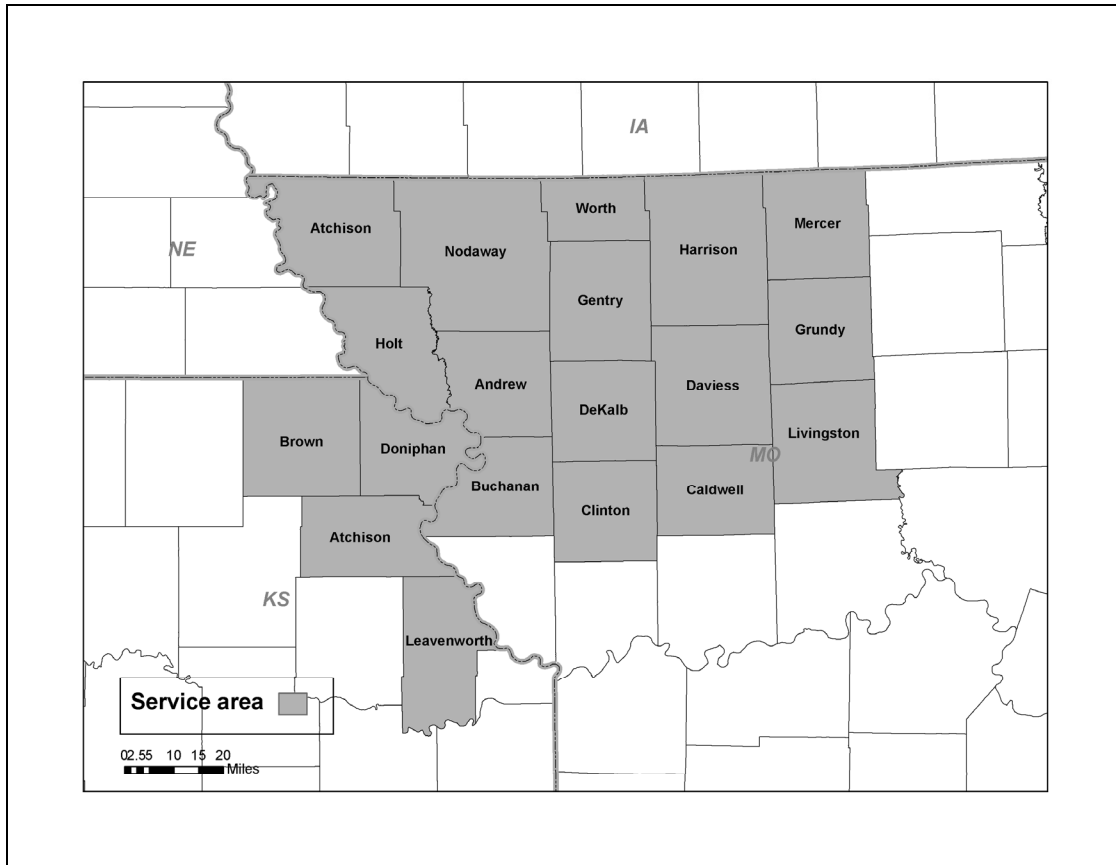 IA
Worth
Mercer
Atchison
NE
Nodaway
Harrison
Gentry
Grundy
Holt
Andrew
Daviess
DeKalb
Livingston
Brown
Doniphan
MO
Buchanan
Caldwell
Clinton
Atchison
KS
Leavenworth
Service area
02.55 10 15 20
Miles